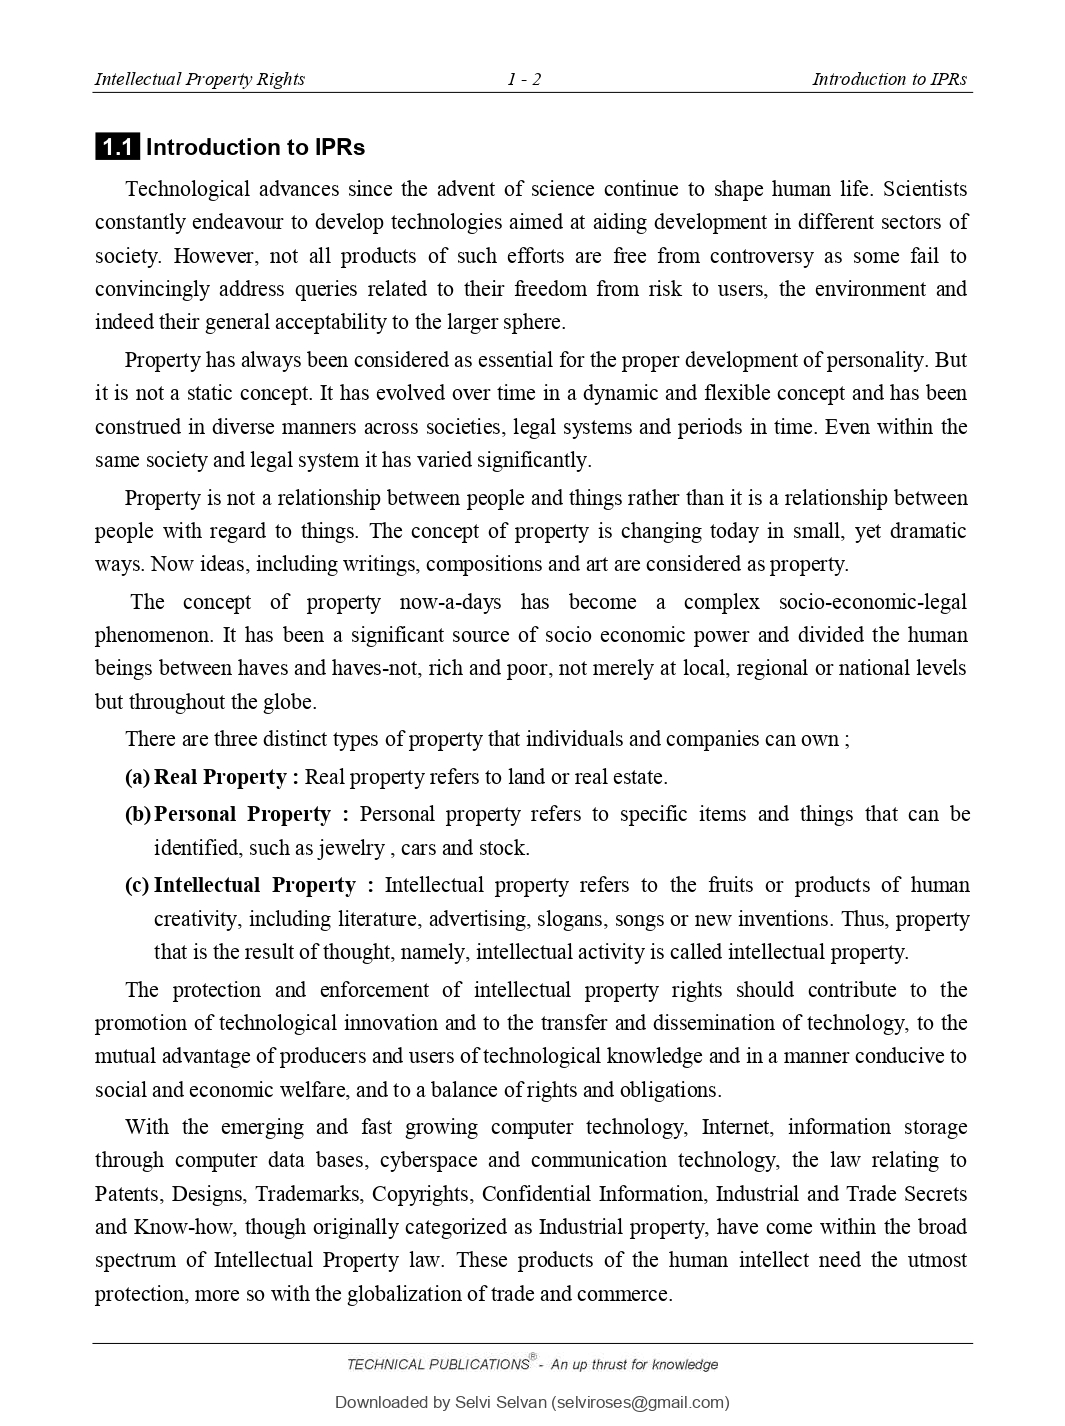 Intellectual Property Rights 1 - 2 Introduction to IPRs
1.1 Introduction to IPRs
Technological advances since the advent of science continue to shape human life. Scientists
constantly endeavour to develop technologies aimed at aiding development in different sectors of
society. However, not all products of such efforts are free from controversy as some fail to
convincingly address queries related to their freedom from risk to users, the environment and
indeed their general acceptability to the larger sphere.
Property has always been considered as essential for the proper development of personality. But
it is not a static concept. It has evolved over time in a dynamic and flexible concept and has been
construed in diverse manners across societies, legal systems and periods in time. Even within the
same society and legal system it has varied significantly.
Property is not a relationship between people and things rather than it is a relationship between
people with regard to things. The concept of property is changing today in small, yet dramatic
ways. Now ideas, including writings, compositions and art are considered as property.
The concept of property now-a-days has become a complex socio-economic-legal
phenomenon. It has been a significant source of socio economic power and divided the human
beings between haves and haves-not, rich and poor, not merely at local, regional or national levels
but throughout the globe.
There are three distinct types of property that individuals and companies can own ;
(a) Real Property : Real property refers to land or real estate.
(b) Personal Property : Personal property refers to specific items and things that can be
identified, such as jewelry , cars and stock.
(c) Intellectual Property : Intellectual property refers to the fruits or products of human
creativity, including literature, advertising, slogans, songs or new inventions. Thus, property
that is the result of thought, namely, intellectual activity is called intellectual property.
The protection and enforcement of intellectual property rights should contribute to the
promotion of technological innovation and to the transfer and dissemination of technology, to the
mutual advantage of producers and users of technological knowledge and in a manner conducive to
social and economic welfare, and to a balance of rights and obligations.
With the emerging and fast growing computer technology, Internet, information storage
through computer data bases, cyberspace and communication technology, the law relating to
Patents, Designs, Trademarks, Copyrights, Confidential Information, Industrial and Trade Secrets
and Know-how, though originally categorized as Industrial property, have come within the broad
spectrum of Intellectual Property law. These products of the human intellect need the utmost
protection, more so with the globalization of trade and commerce.
TECHNICAL PUBLICATIONS® - An up thrust for knowledge
Downloaded by Selvi Selvan (selviroses@gmail.com)